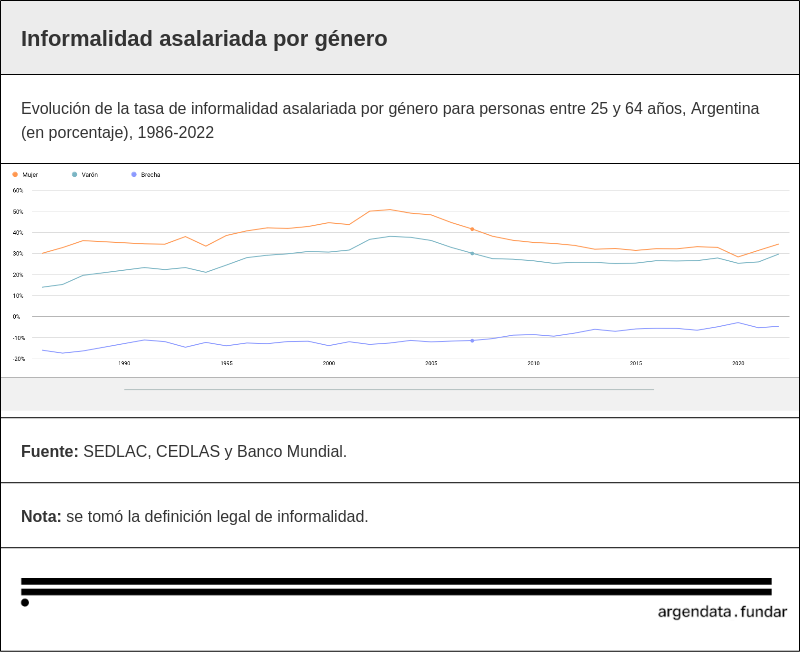 Informalidad asalariada por género
Evolución de la tasa de informalidad asalariada por género para personas entre 25 y 64 años, Argentina
(en porcentaje), 1986-2022
Mujer Varón Brecha
60%
50%
40%
30%
20%
10%
0%
-10%
-20%
1990 1995 2000 2005 2010 2015 2020
Fuente: SEDLAC, CEDLAS y Banco Mundial.
Nota: se tomó la definición legal de informalidad.
argendata.fundar